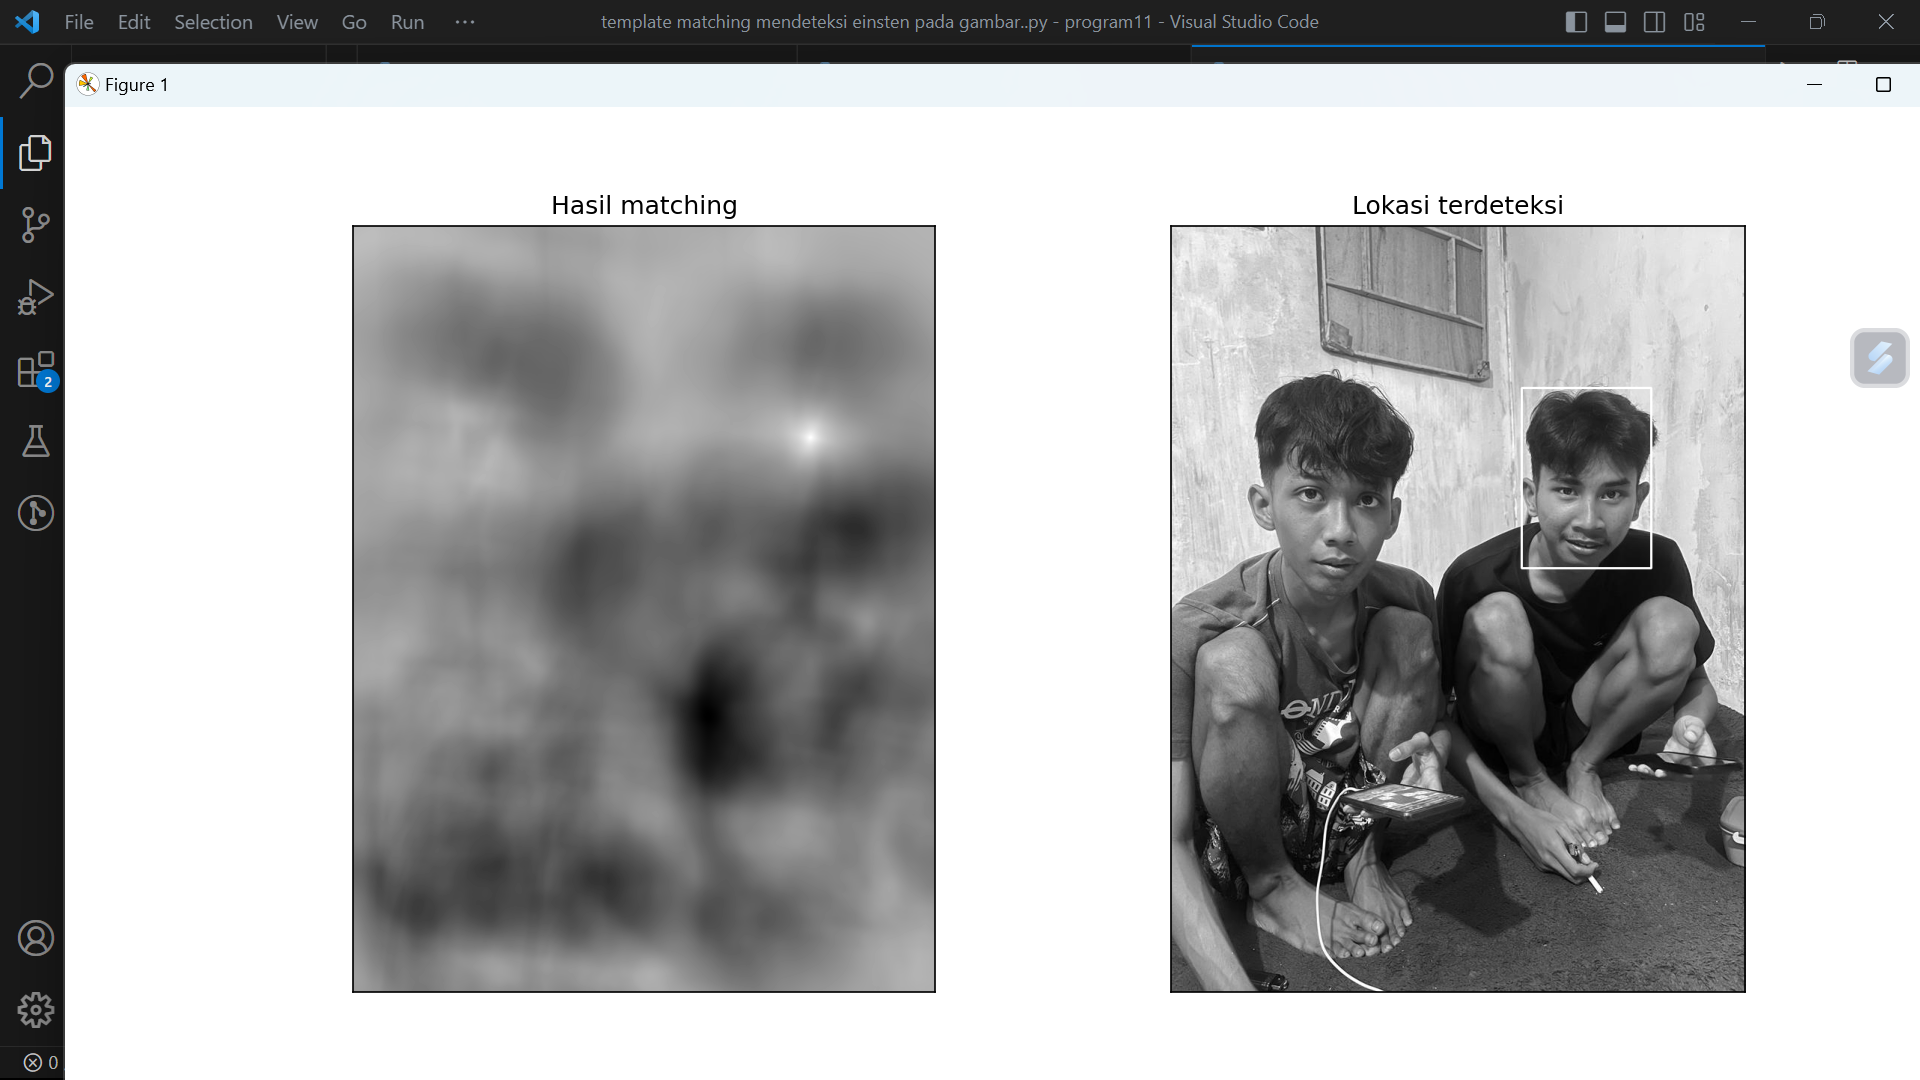 File Edit Selection View Go Run ··· template matching mendeteksi einsten pada gambar..py - program11 - Visual Studio Code
Figure 1
Hasil matching
Lokasi terdeteksi
2
0